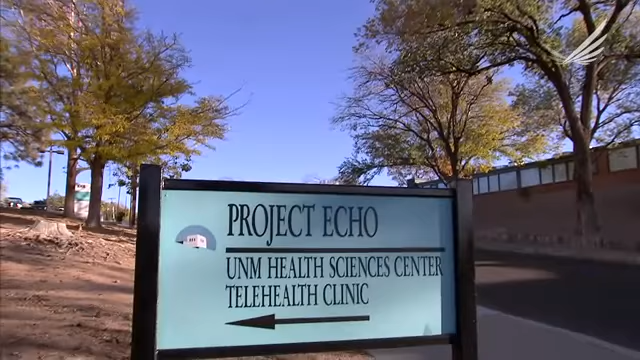 PROJECT ECHO
UNM HEALTH SCIENCES CENTER
TELEHEALTH CLINIC